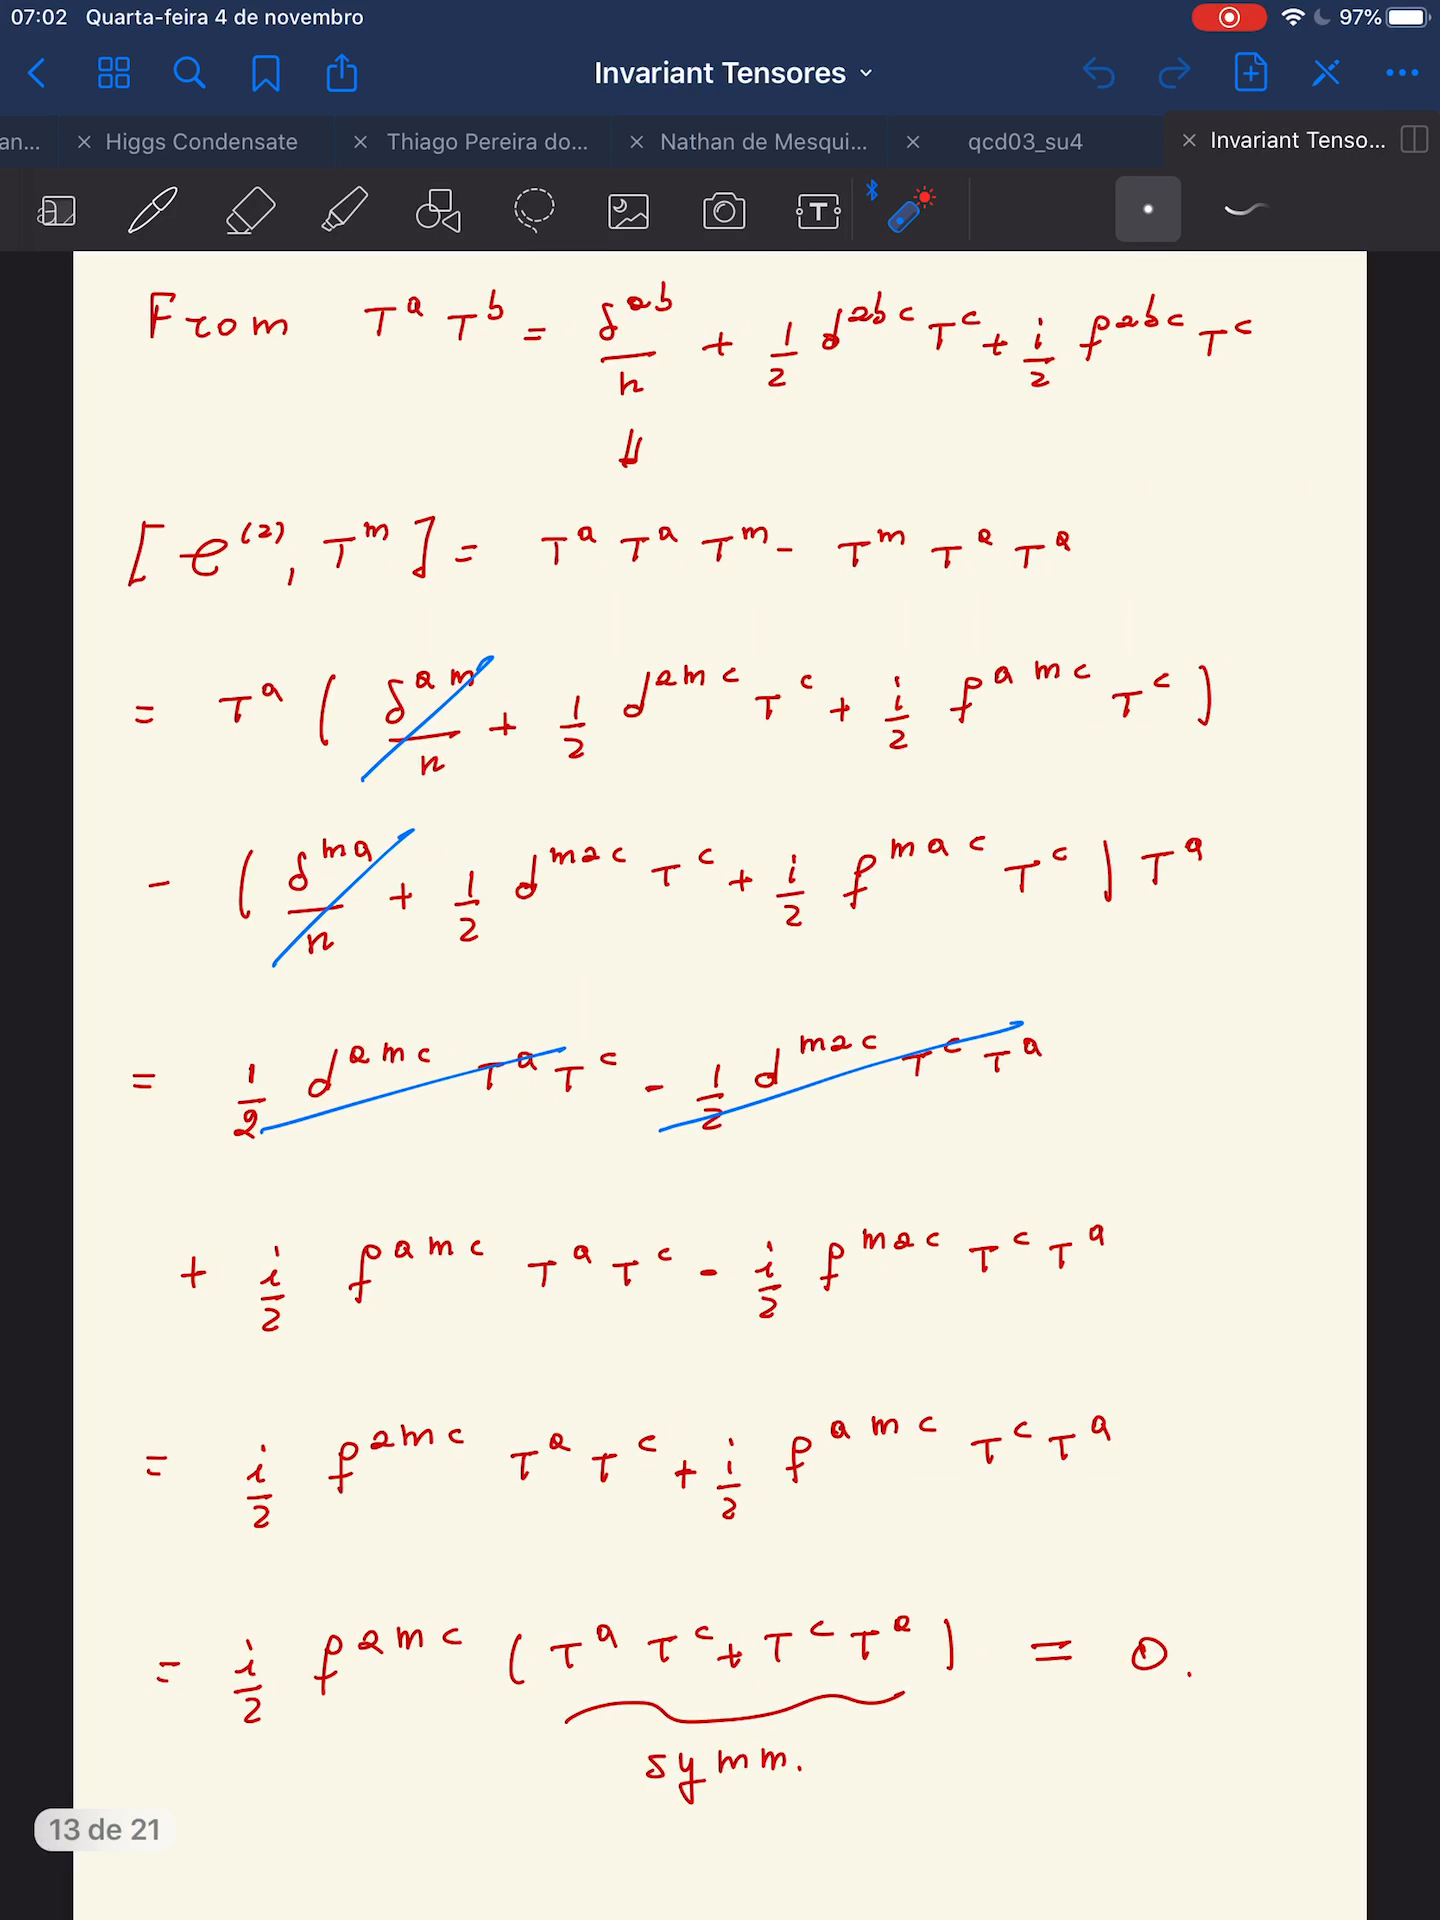 07:02 Quarta-feira 4 de novembro 97%
Invariant Tensores
an... × Higgs Condensate × Thiago Pereira do... × Nathan de Mesqui... × qcd03_su4 × Invariant Tenso...
From T^a T^b = δ^{ab}/n + 1/2 d^{abc} T^c + i/2 f^{abc} T^c
⇓
[ C^{(2)}, T^m ] = T^a T^a T^m - T^m T^a T^a
= T^a ( δ^{am}/n + 1/2 d^{amc} T^c + i/2 f^{amc} T^c )
- ( δ^{ma}/n + 1/2 d^{mac} T^c + i/2 f^{mac} T^c ) T^a
= 1/2 d^{amc} T^a T^c - 1/2 d^{mac} T^c T^a
+ i/2 f^{amc} T^a T^c - i/2 f^{mac} T^c T^a
= i/2 f^{amc} T^a T^c + i/2 f^{amc} T^c T^a
= i/2 f^{amc} ( T^a T^c + T^c T^a ) = 0.
symm.
13 de 21